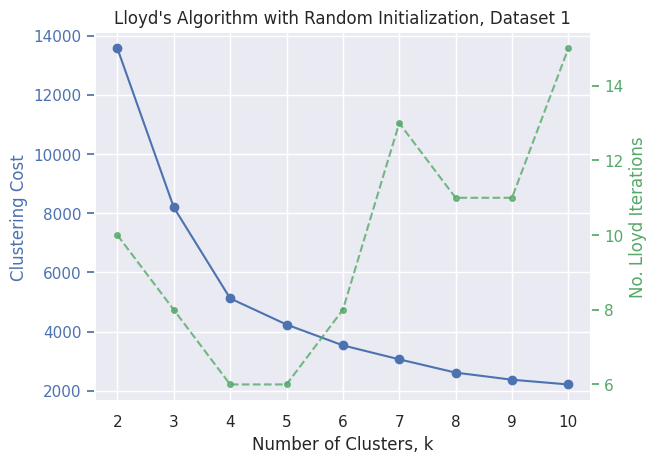 Lloyd's Algorithm with Random Initialization, Dataset 1
14000
12000
10000
8000
6000
4000
2000
Clustering Cost
14
12
10
8
6
No. Lloyd Iterations
2 3 4 5 6 7 8 9 10
Number of Clusters, k